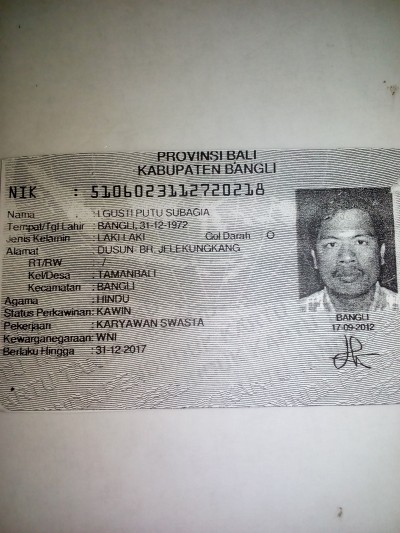 PROVINSI BALI
KABUPATEN BANGLI
NIK : 5106023112720218
Nama : I GUSTI PUTU SUBAGIA
Tempat/Tgl Lahir : BANGLI, 31-12-1972
Jenis Kelamin : LAKI-LAKI Gol Darah O
Alamat : DUSUN BR, JELEKUNGKANG
RT/RW : /
Kel/Desa : TAMANBALI
Kecamatan : BANGLI
Agama : HINDU
Status Perkawinan: KAWIN
Pekerjaan : KARYAWAN SWASTA
Kewarganegaraan: WNI
Berlaku Hingga : 31-12-2017
BANGLI
17-09-2012